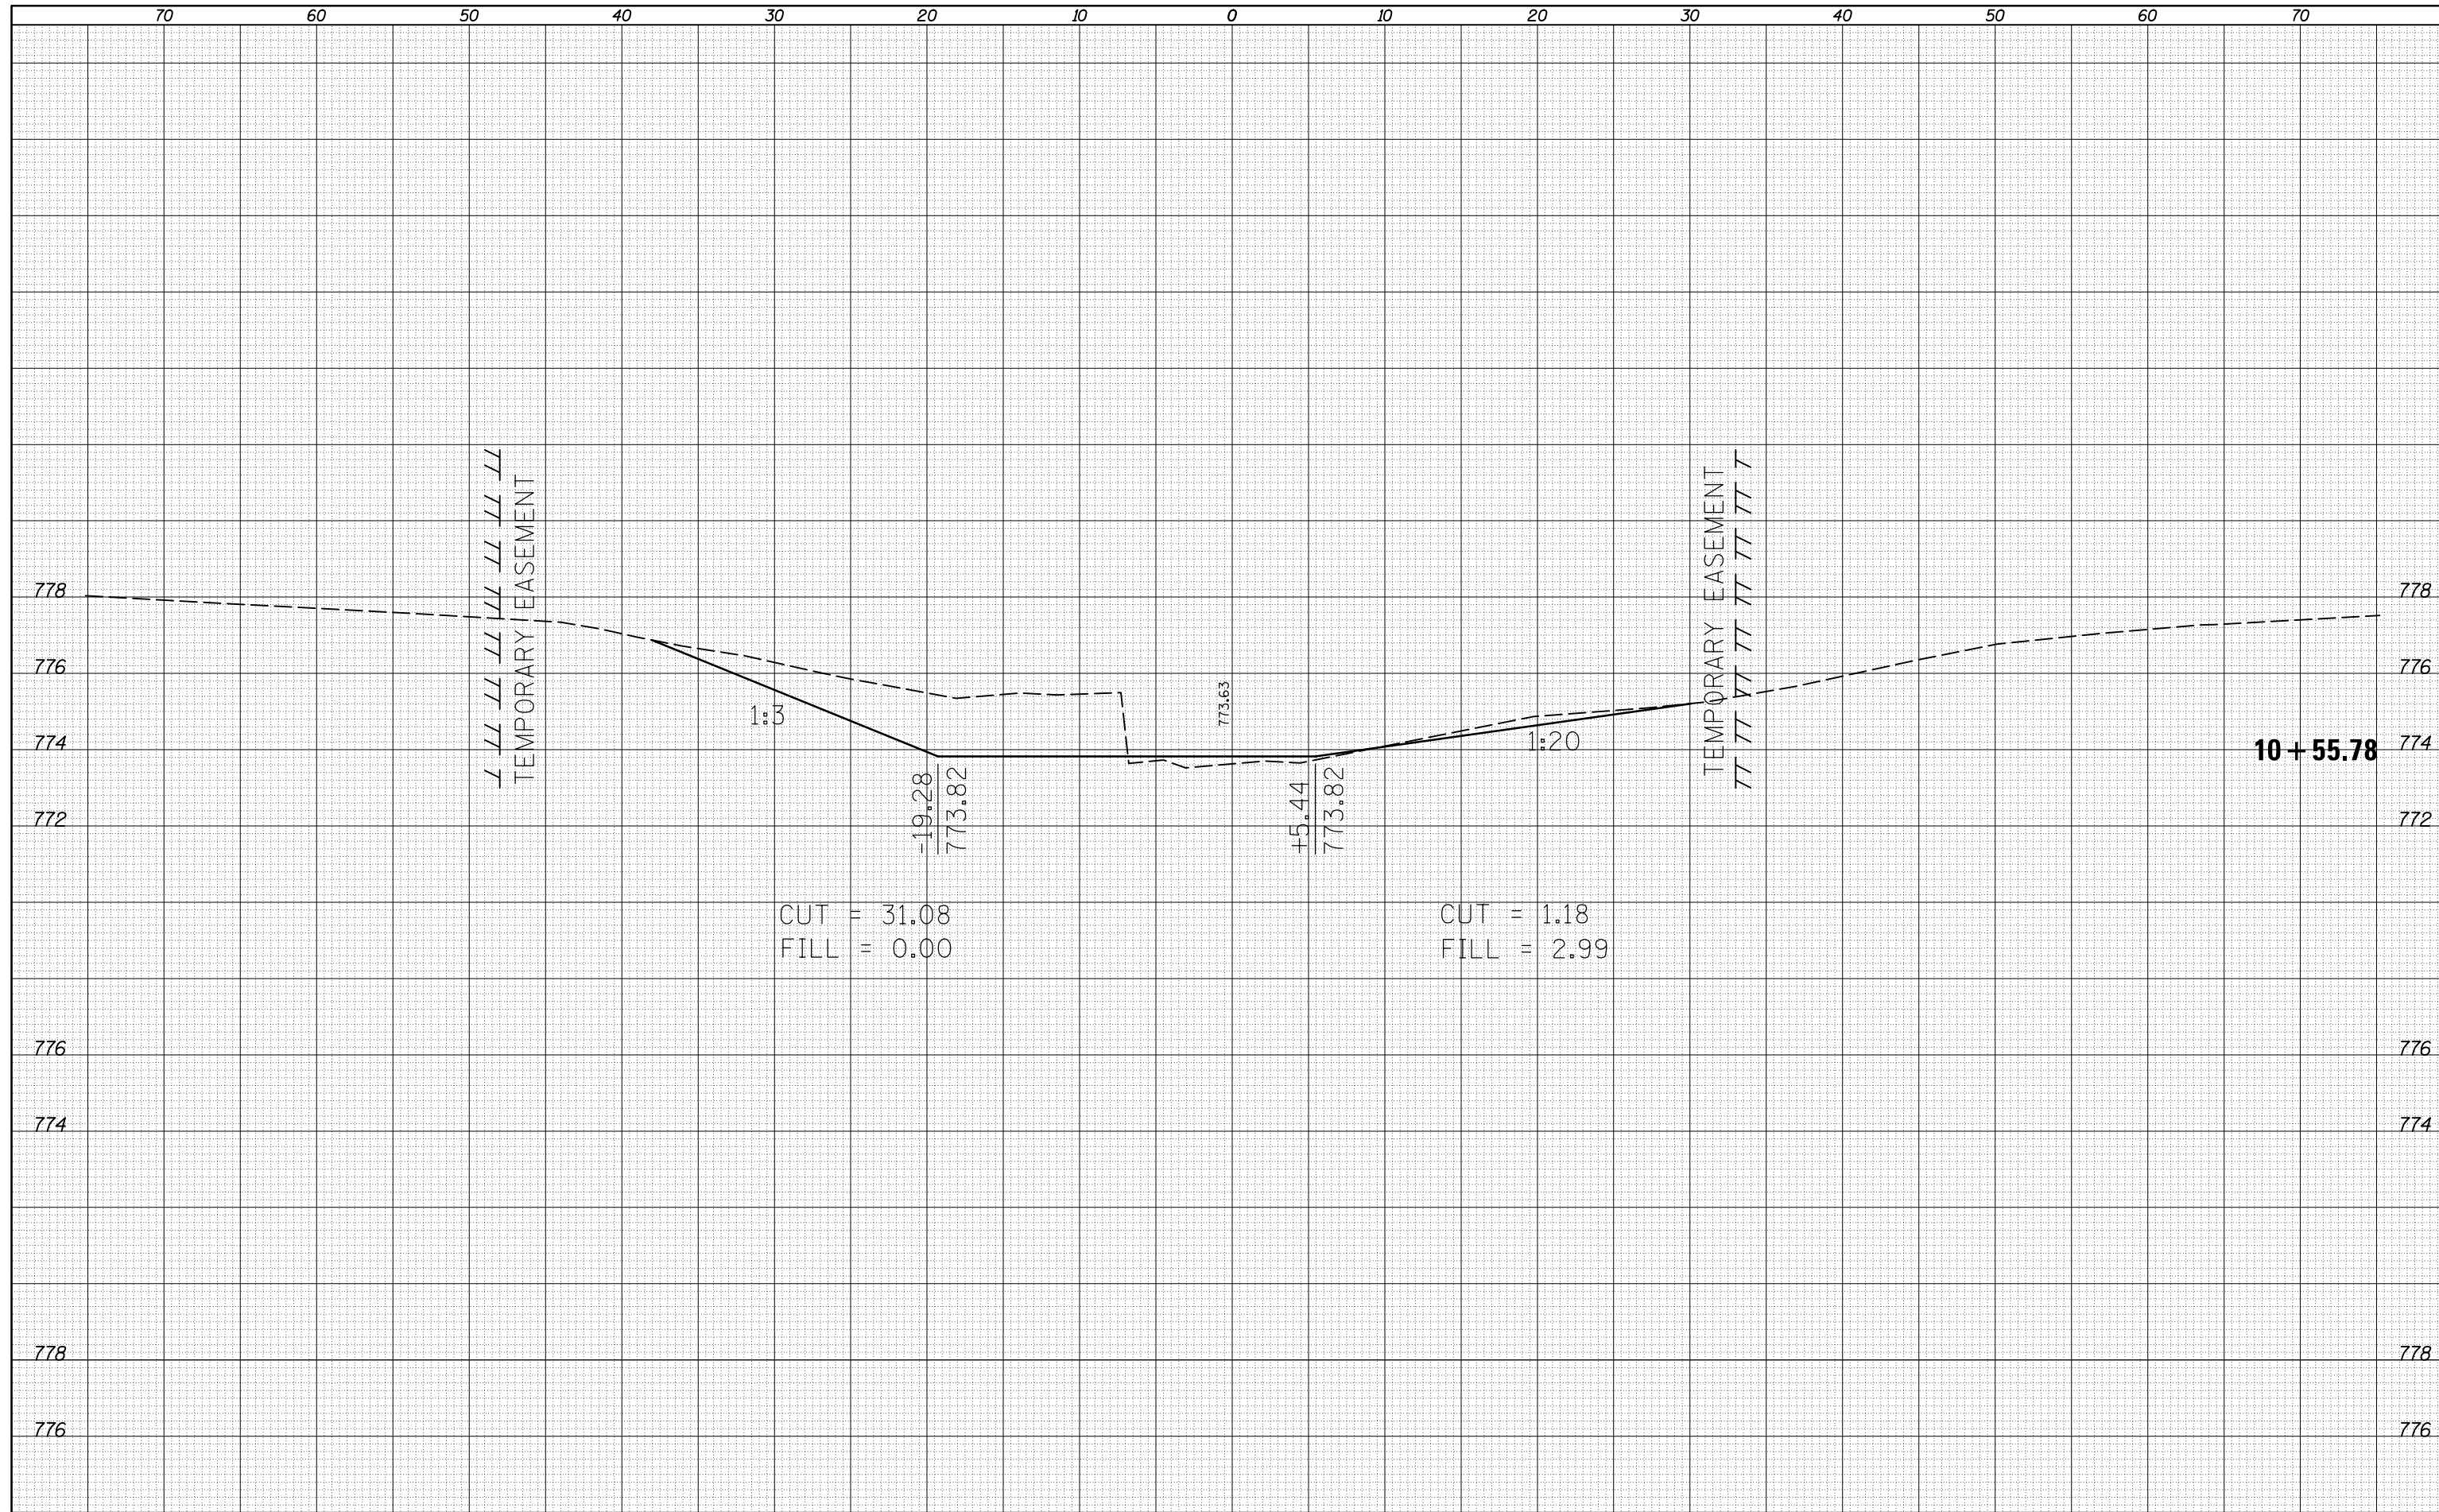 70 60 50 40 30 20 10 0 10 20 30 40 50 60 70
TEMPORARY EASEMENT
TEMPORARY EASEMENT
778 778
776 776
773.63
1:3
774 1:20 774
10+55.78
-19.28
773.82
+5.44
773.82
772 772
CUT = 31.08
FILL = 0.00
CUT = 1.18
FILL = 2.99
776 776
774 774
778 778
776 776